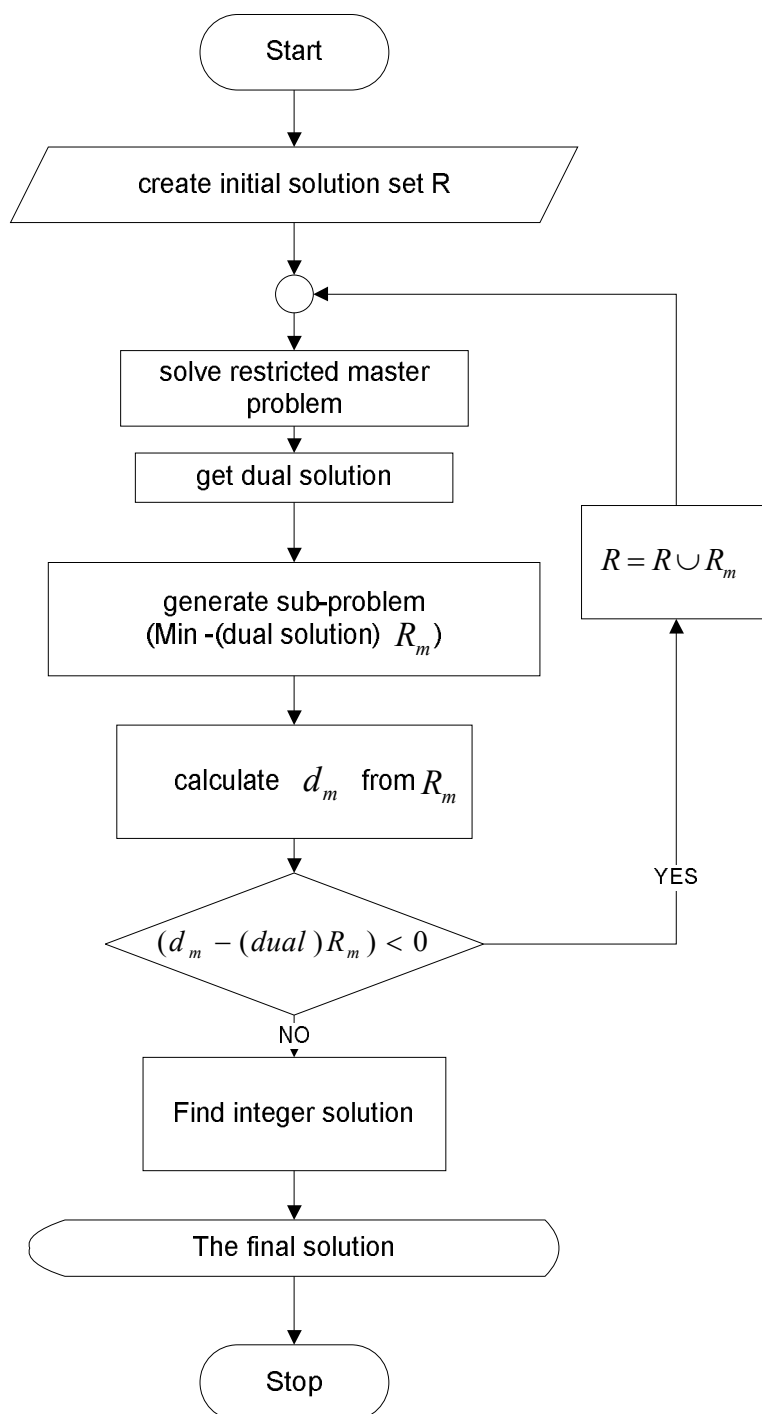 Start
create initial solution set R
solve restricted master
problem
get dual solution
generate sub-problem
(Min -(dual solution) R_m)
R = R ∪ R_m
calculate d_m from R_m
YES
(d_m − (dual)R_m) < 0
NO
Find integer solution
The final solution
Stop